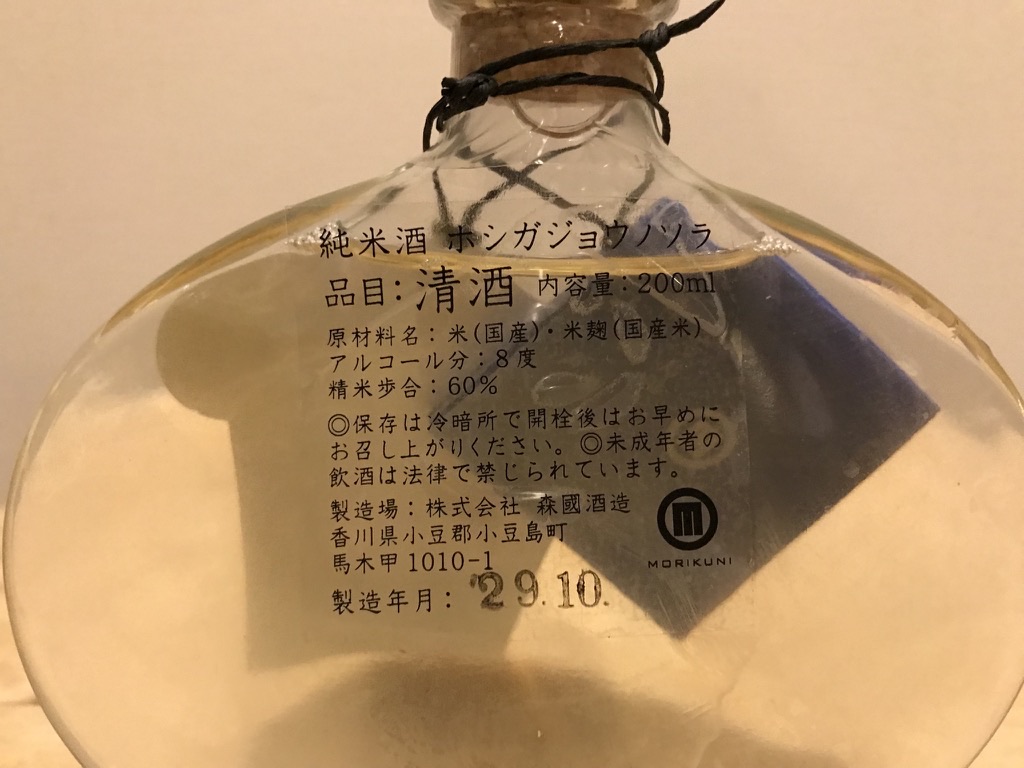 純米酒 ホシガジョウノソラ
品目：清酒 内容量：200ml
原材料名：米(国産)・米麹(国産米)
アルコール分：8度
精米歩合：60%
◎保存は冷暗所で開栓後はお早めに
お召し上がりください。◎未成年者の
飲酒は法律で禁じられています。
製造場：株式会社 森國酒造
香川県小豆郡小豆島町
馬木甲1010-1
MORIKUNI
製造年月：29.10.